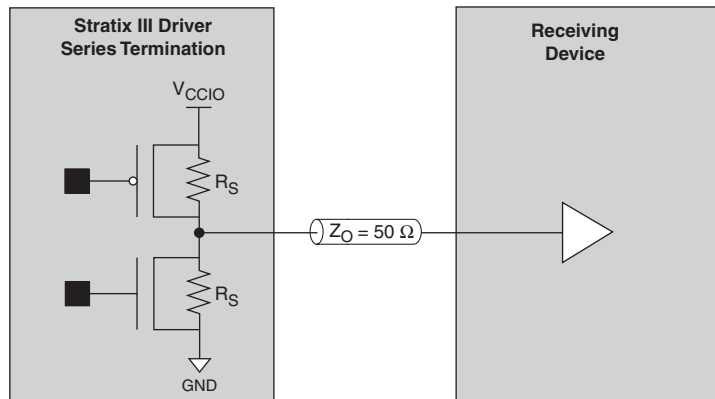 Stratix III Driver
Series Termination
Receiving
Device
VCCIO
RS
ZO = 50 Ω
RS
GND